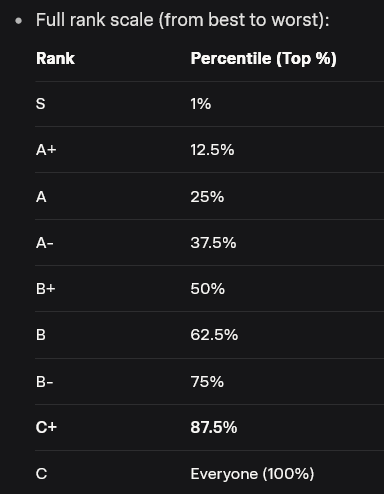 • Full rank scale (from best to worst):
Rank Percentile (Top %)
S 1%
A+ 12.5%
A 25%
A- 37.5%
B+ 50%
B 62.5%
B- 75%
C+ 87.5%
C Everyone (100%)